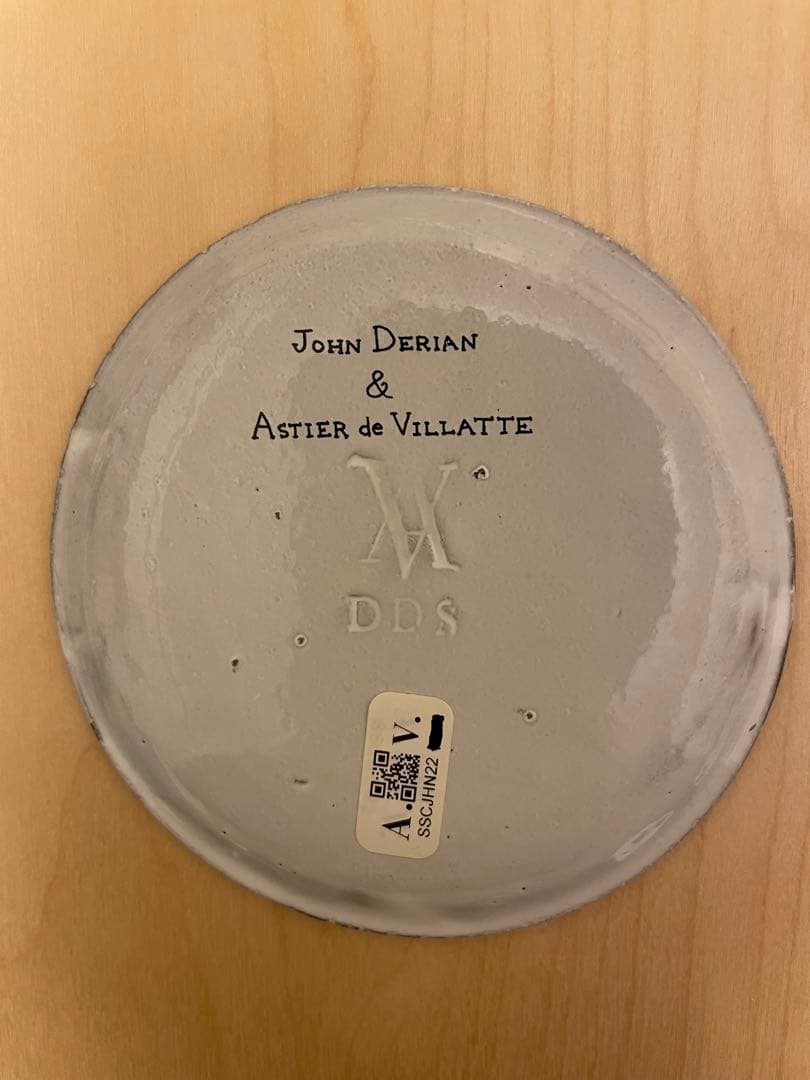 John Derian
&
Astier de Villatte
AV
DDS
A. V.
SSCJHN22